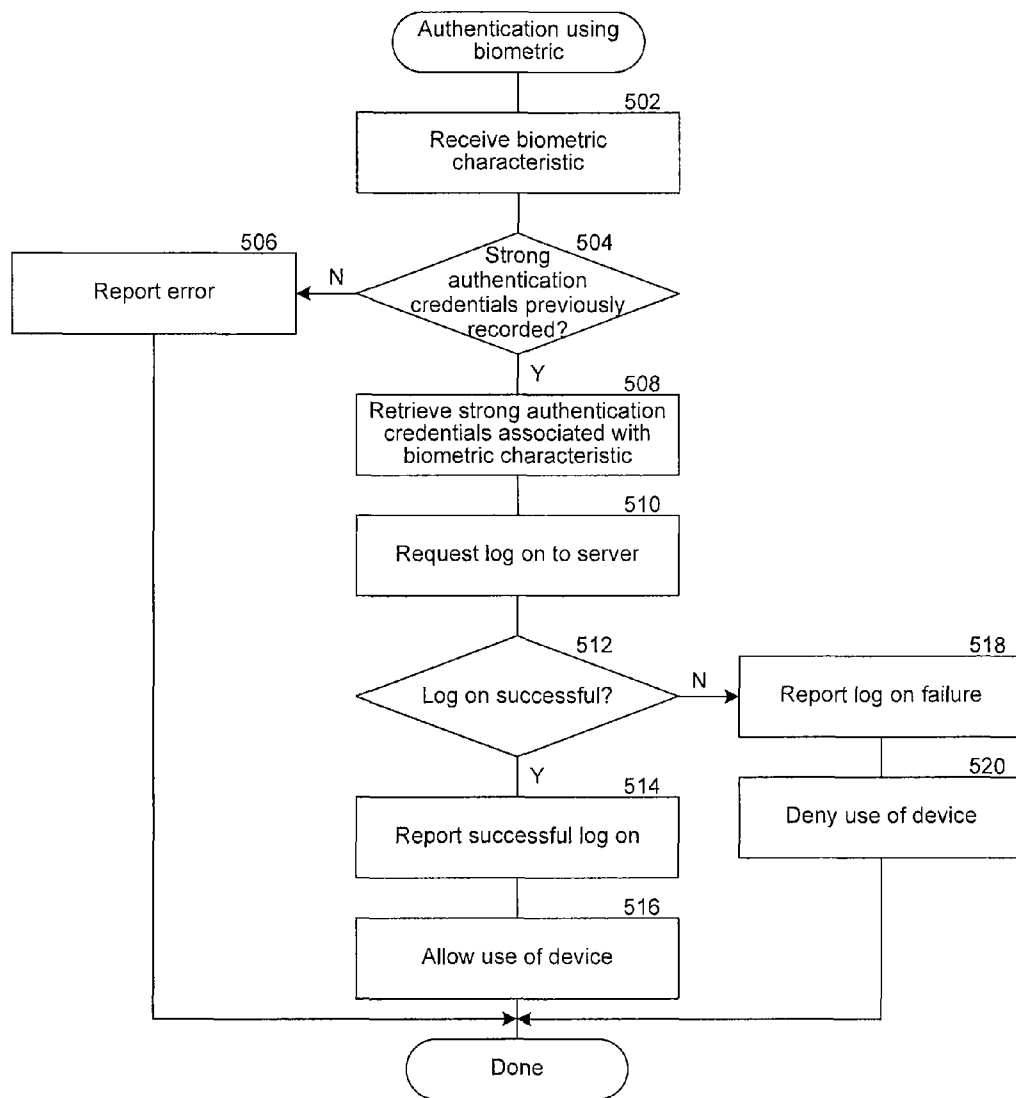 Authentication using
biometric
502
Receive biometric
characteristic
504
Strong
authentication
credentials previously
recorded?
506
N
Report error
Y
508
Retrieve strong authentication
credentials associated with
biometric characteristic
510
Request log on to server
512
Log on successful?
N
518
Report log on failure
520
Deny use of device
Y
514
Report successful log on
516
Allow use of device
Done